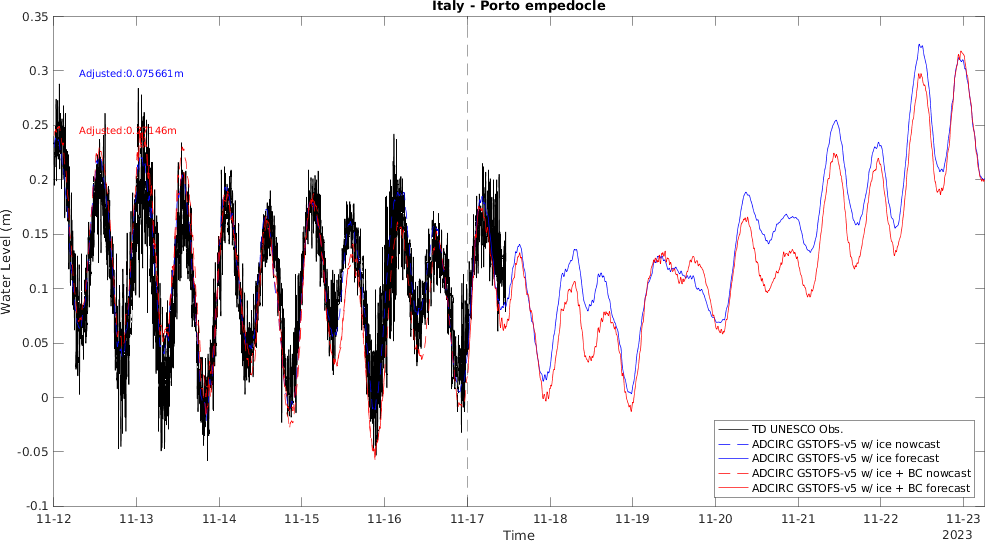 Italy - Porto empedocle
0.35
0.3
0.25
0.2
0.15
0.1
0.05
0
-0.05
-0.1
Water Level (m)
Adjusted:0.075661m
11-12
11-13
11-14
11-15
11-16
11-17
11-18
11-19
11-20
11-21
11-22
11-23
Time
2023
TD UNESCO Obs.
ADCIRC GSTOFS-v5 w/ ice nowcast
ADCIRC GSTOFS-v5 w/ ice forecast
ADCIRC GSTOFS-v5 w/ ice + BC nowcast
ADCIRC GSTOFS-v5 w/ ice + BC forecast